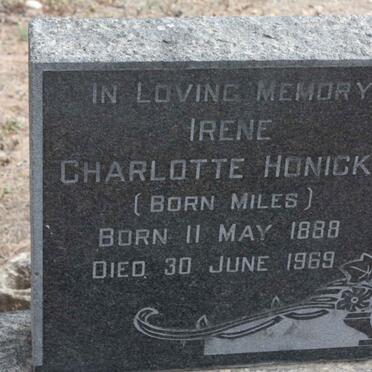 IN LOVING MEMORY
IRENE
CHARLOTTE HONICK
(BORN MILES)
BORN 11 MAY 1888
DIED 30 JUNE 1969